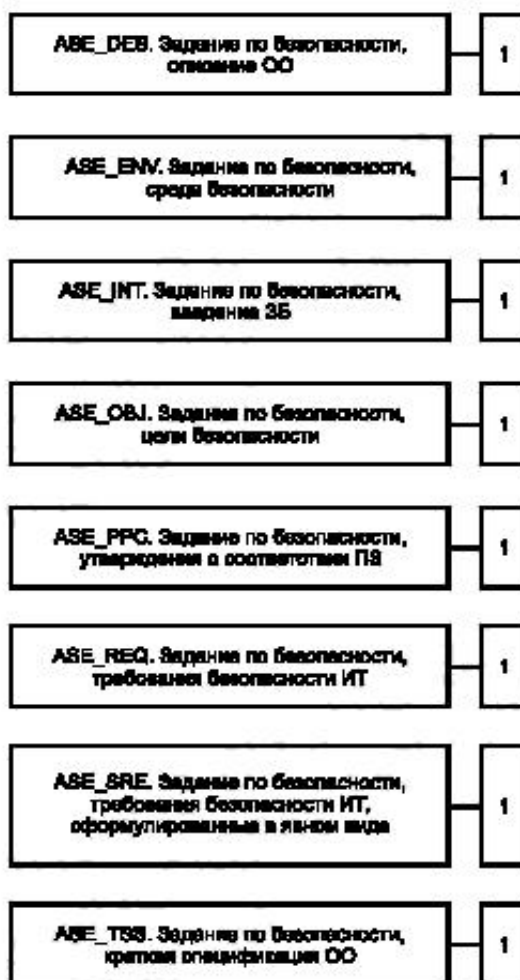 ASE_DES. Задание по безопасности,
описание ОО
1
ASE_ENV. Задание по безопасности,
среда безопасности
1
ASE_INT. Задание по безопасности,
введение ЗБ
1
ASE_OBJ. Задание по безопасности,
цели безопасности
1
ASE_PPC. Задание по безопасности,
утверждения о соответствии ПЗ
1
ASE_REQ. Задание по безопасности,
требования безопасности ИТ
1
ASE_SRE. Задание по безопасности,
требования безопасности ИТ,
сформулированные в явном виде
1
ASE_TSS. Задание по безопасности,
краткая спецификация ОО
1